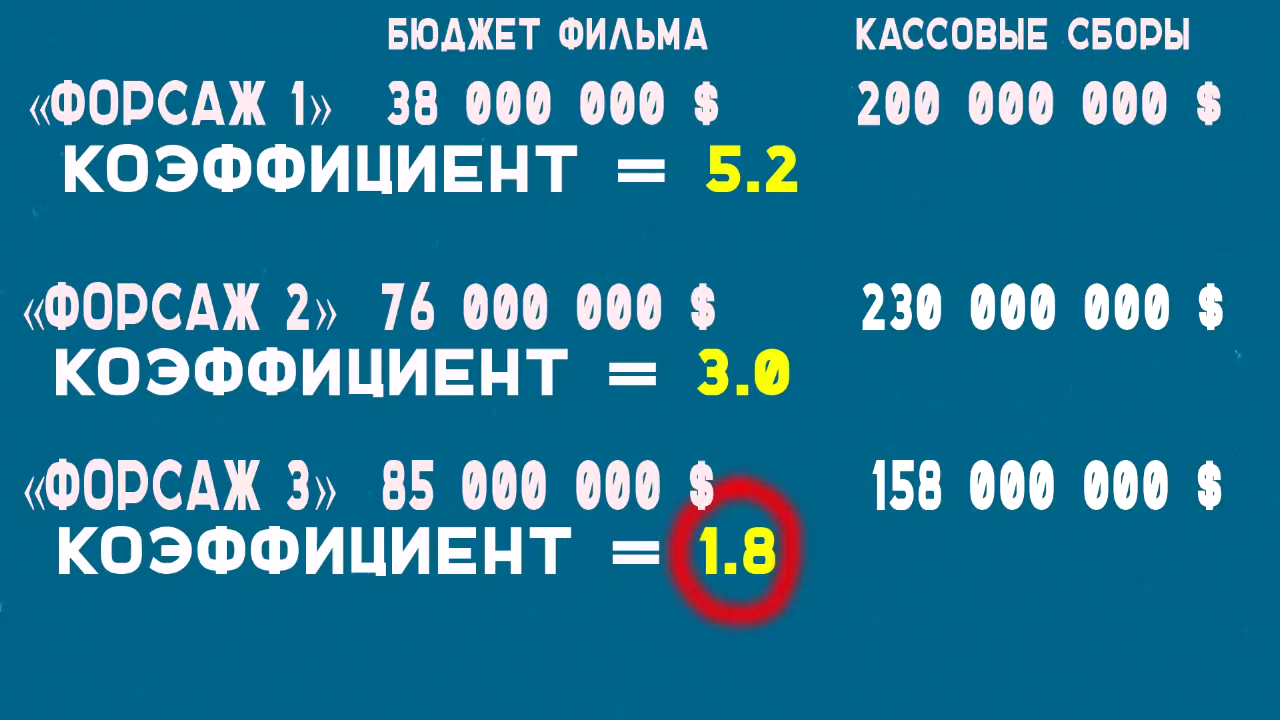 БЮДЖЕТ ФИЛЬМА КАССОВЫЕ СБОРЫ
«ФОРСАЖ 1» 38 000 000 $ 200 000 000 $
КОЭФФИЦИЕНТ = 5.2
«ФОРСАЖ 2» 76 000 000 $ 230 000 000 $
КОЭФФИЦИЕНТ = 3.0
«ФОРСАЖ 3» 85 000 000 $ 158 000 000 $
КОЭФФИЦИЕНТ = 1.8